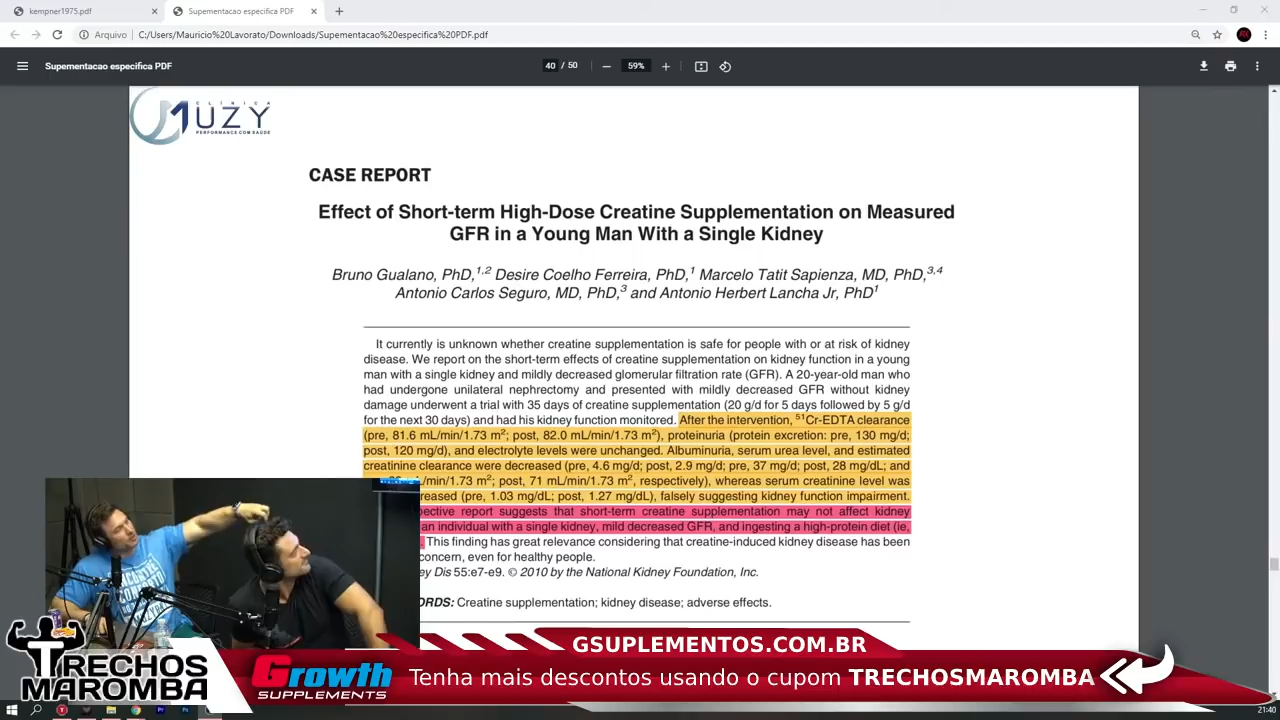 kempner1975.pdf
Supementacao especifica PDF
Arquivo
C:/Users/Mauricio%20Lavorato/Downloads/Supementacao%20especifica%20PDF.pdf
Supementacao especifica PDF
40 / 50
59%
CLÍNICA
MUZY
PERFORMANCE COM SAÚDE
CASE REPORT
Effect of Short-term High-Dose Creatine Supplementation on Measured
GFR in a Young Man With a Single Kidney
Bruno Gualano, PhD,1,2 Desire Coelho Ferreira, PhD,1 Marcelo Tatit Sapienza, MD, PhD,3,4
Antonio Carlos Seguro, MD, PhD,3 and Antonio Herbert Lancha Jr, PhD1
It currently is unknown whether creatine supplementation is safe for people with or at risk of kidney
disease. We report on the short-term effects of creatine supplementation on kidney function in a young
man with a single kidney and mildly decreased glomerular filtration rate (GFR). A 20-year-old man who
had undergone unilateral nephrectomy and presented with mildly decreased GFR without kidney
damage underwent a trial with 35 days of creatine supplementation (20 g/d for 5 days followed by 5 g/d
for the next 30 days) and had his kidney function monitored. After the intervention, 51Cr-EDTA clearance
(pre, 81.6 mL/min/1.73 m2; post, 82.0 mL/min/1.73 m2), proteinuria (protein excretion: pre, 130 mg/d;
post, 120 mg/d), and electrolyte levels were unchanged. Albuminuria, serum urea level, and estimated
creatinine clearance were decreased (pre, 4.6 mg/d; post, 2.9 mg/d; pre, 37 mg/d; post, 28 mg/dL; and
L/min/1.73 m2; post, 71 mL/min/1.73 m2, respectively), whereas serum creatinine level was
reased (pre, 1.03 mg/dL; post, 1.27 mg/dL), falsely suggesting kidney function impairment.
pective report suggests that short-term creatine supplementation may not affect kidney
an individual with a single kidney, mild decreased GFR, and ingesting a high-protein diet (ie,
. This finding has great relevance considering that creatine-induced kidney disease has been
concern, even for healthy people.
ey Dis 55:e7-e9. © 2010 by the National Kidney Foundation, Inc.
ORDS: Creatine supplementation; kidney disease; adverse effects.
GSUPLEMENTOS.COM.BR
TRECHOS
MAROMBA
Growth
SUPPLEMENTS
Tenha mais descontos usando o cupom TRECHOSMAROMBA
21:40